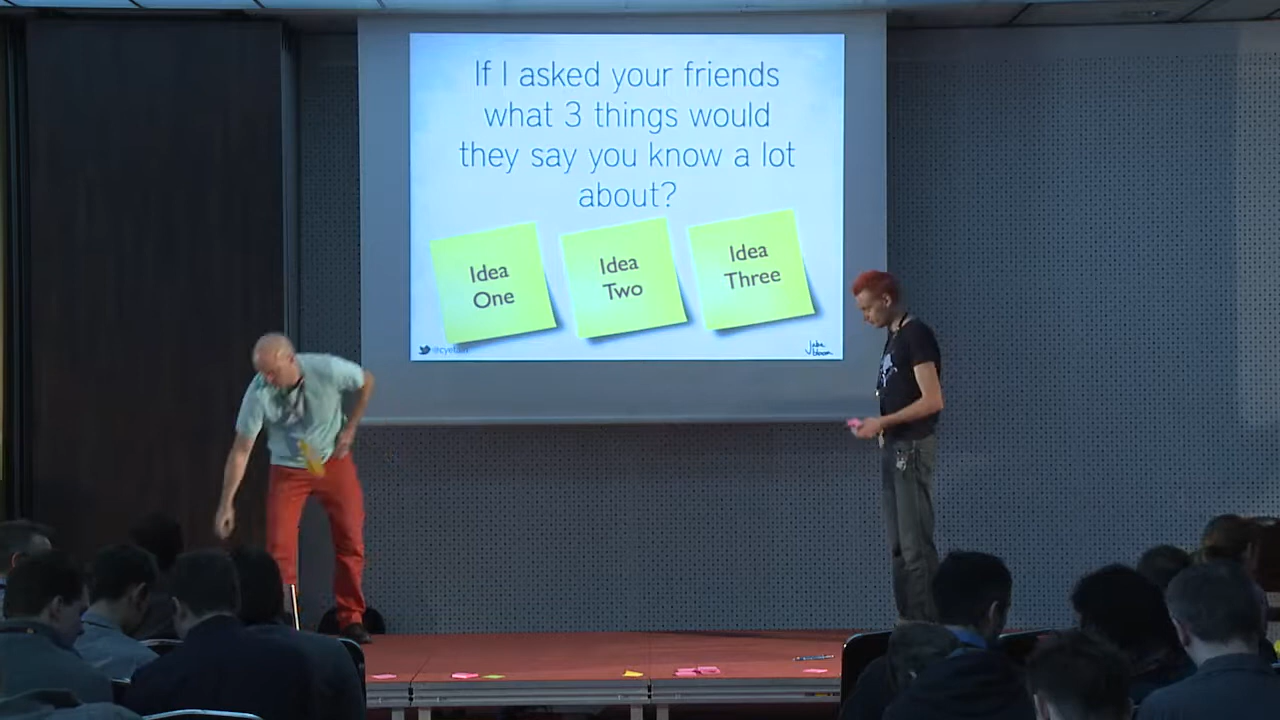 If I asked your friends
what 3 things would
they say you know a lot
about?
Idea
One
Idea
Two
Idea
Three